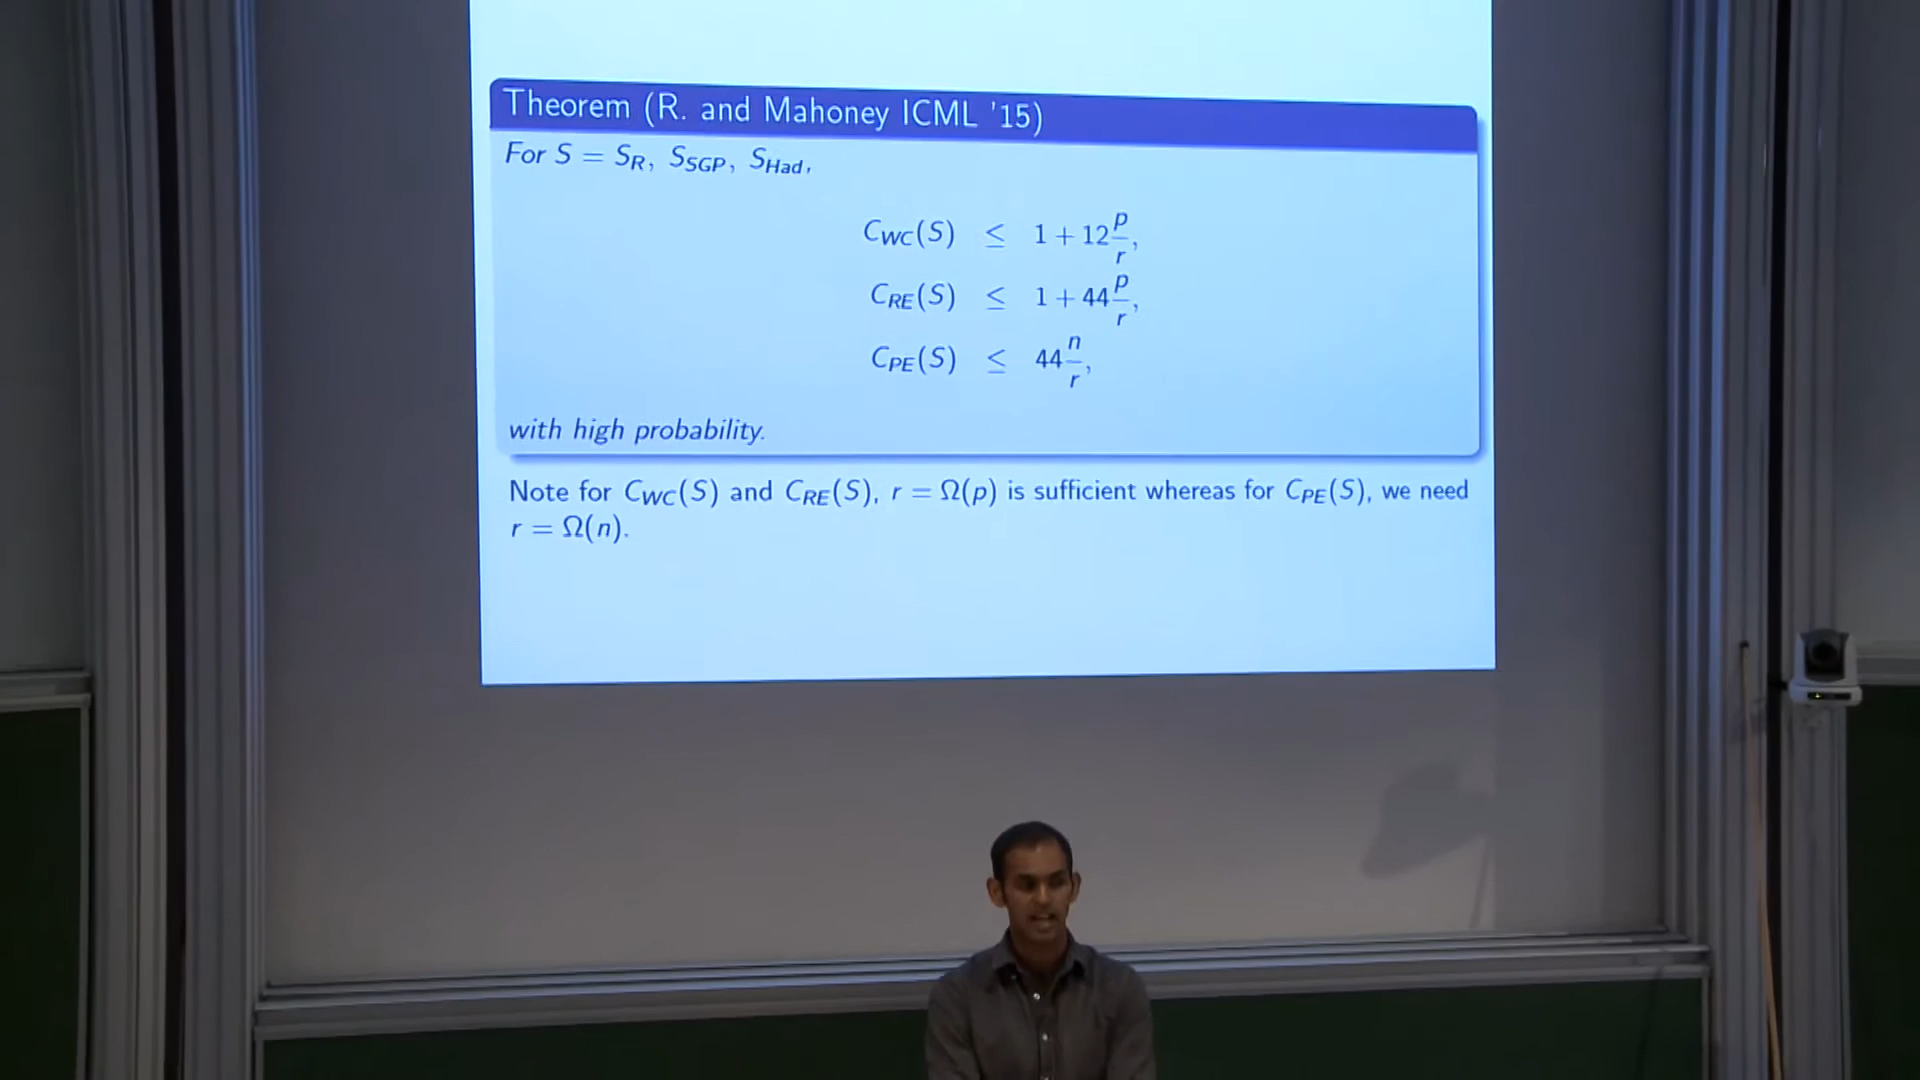 Theorem (R. and Mahoney ICML '15)
For S = S_R, S_SGP, S_Had,
C_WC(S) ≤ 1 + 12 p/r,
C_RE(S) ≤ 1 + 44 p/r,
C_PE(S) ≤ 44 n/r,
with high probability.
Note for C_WC(S) and C_RE(S), r = Ω(p) is sufficient whereas for C_PE(S), we need
r = Ω(n).